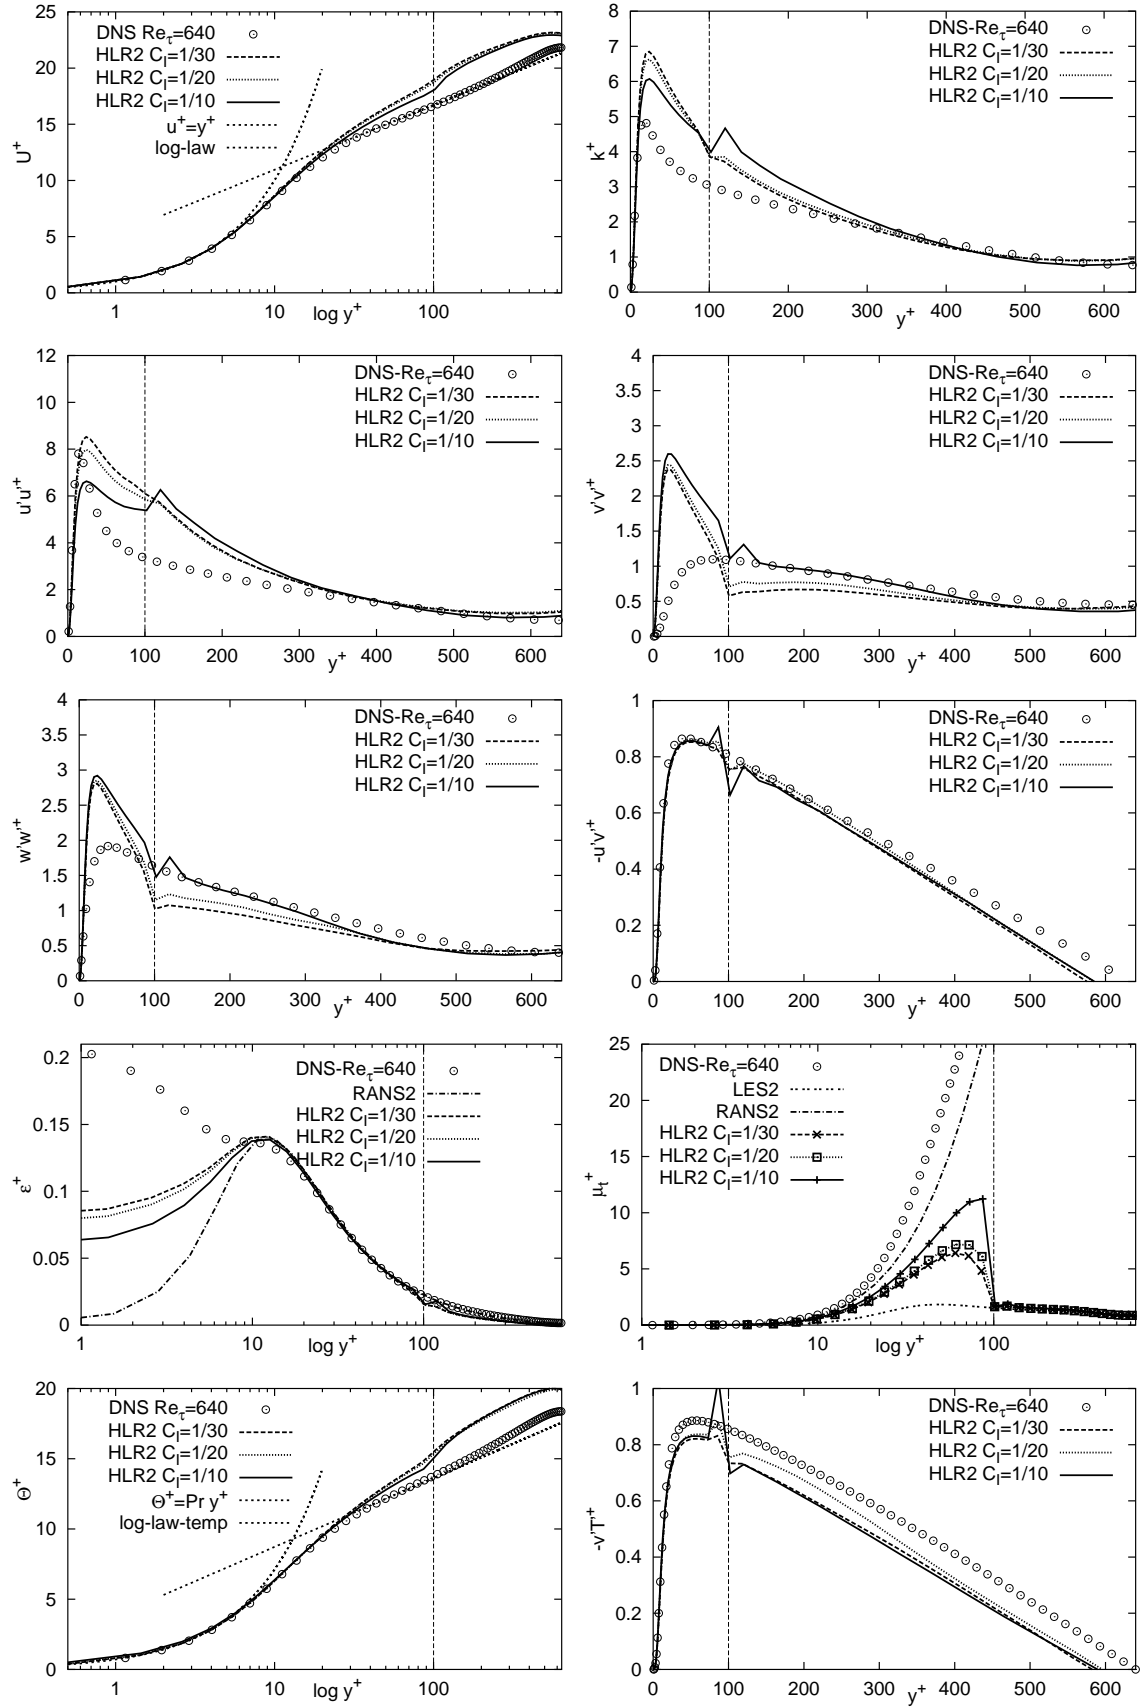 U+
25
20
15
10
5
0
1
10
100
log y+
DNS Reτ=640
HLR2 Cl=1/30
HLR2 Cl=1/20
HLR2 Cl=1/10
u+=y+
log-law
k+
8
7
6
5
4
3
2
1
0
0 100 200 300 400 500 600
y+
DNS-Reτ=640
HLR2 Cl=1/30
HLR2 Cl=1/20
HLR2 Cl=1/10
u'u'+
12
10
8
6
4
2
0
0 100 200 300 400 500 600
y+
DNS-Reτ=640
HLR2 Cl=1/30
HLR2 Cl=1/20
HLR2 Cl=1/10
v'v'+
4
3.5
3
2.5
2
1.5
1
0.5
0
0 100 200 300 400 500 600
y+
DNS-Reτ=640
HLR2 Cl=1/30
HLR2 Cl=1/20
HLR2 Cl=1/10
w'w'+
4
3.5
3
2.5
2
1.5
1
0.5
0
0 100 200 300 400 500 600
y+
DNS-Reτ=640
HLR2 Cl=1/30
HLR2 Cl=1/20
HLR2 Cl=1/10
-u'v'+
1
0.8
0.6
0.4
0.2
0
0 100 200 300 400 500 600
y+
DNS-Reτ=640
HLR2 Cl=1/30
HLR2 Cl=1/20
HLR2 Cl=1/10
ε+
0.2
0.15
0.1
0.05
0
1 10 100
log y+
DNS-Reτ=640
RANS2
HLR2 Cl=1/30
HLR2 Cl=1/20
HLR2 Cl=1/10
μt+
25
20
15
10
5
0
1 10 100
log y+
DNS-Reτ=640
LES2
RANS2
HLR2 Cl=1/30
HLR2 Cl=1/20
HLR2 Cl=1/10
Θ+
20
15
10
5
0
1 10 100
log y+
DNS Reτ=640
HLR2 Cl=1/30
HLR2 Cl=1/20
HLR2 Cl=1/10
Θ+=Pr y+
log-law-temp
-v'T'+
1
0.8
0.6
0.4
0.2
0
0 100 200 300 400 500 600
y+
DNS-Reτ=640
HLR2 Cl=1/30
HLR2 Cl=1/20
HLR2 Cl=1/10